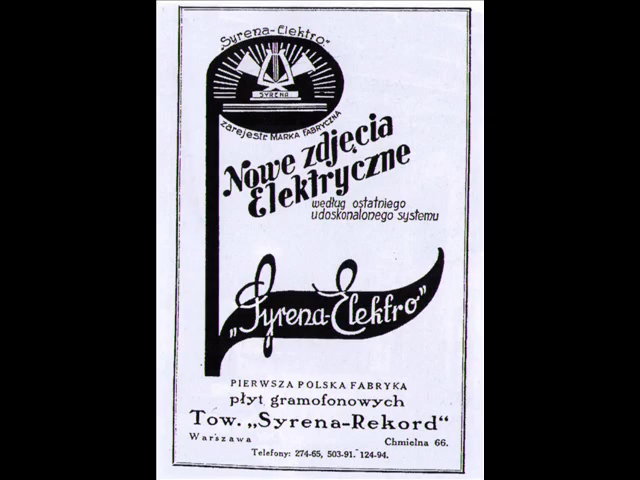 „Syrena-Elektro."
SYRENA
zarejestr. MARKA FABRYCZNA
Nowe zdjęcia
Elektryczne
według ostatniego
udoskonalonego systemu
„Syrena-Elektro"
PIERWSZA POLSKA FABRYKA
płyt gramofonowych
Tow. „Syrena-Rekord"
Warszawa Chmielna 66.
Telefony: 274-65, 503-91. 124-94.